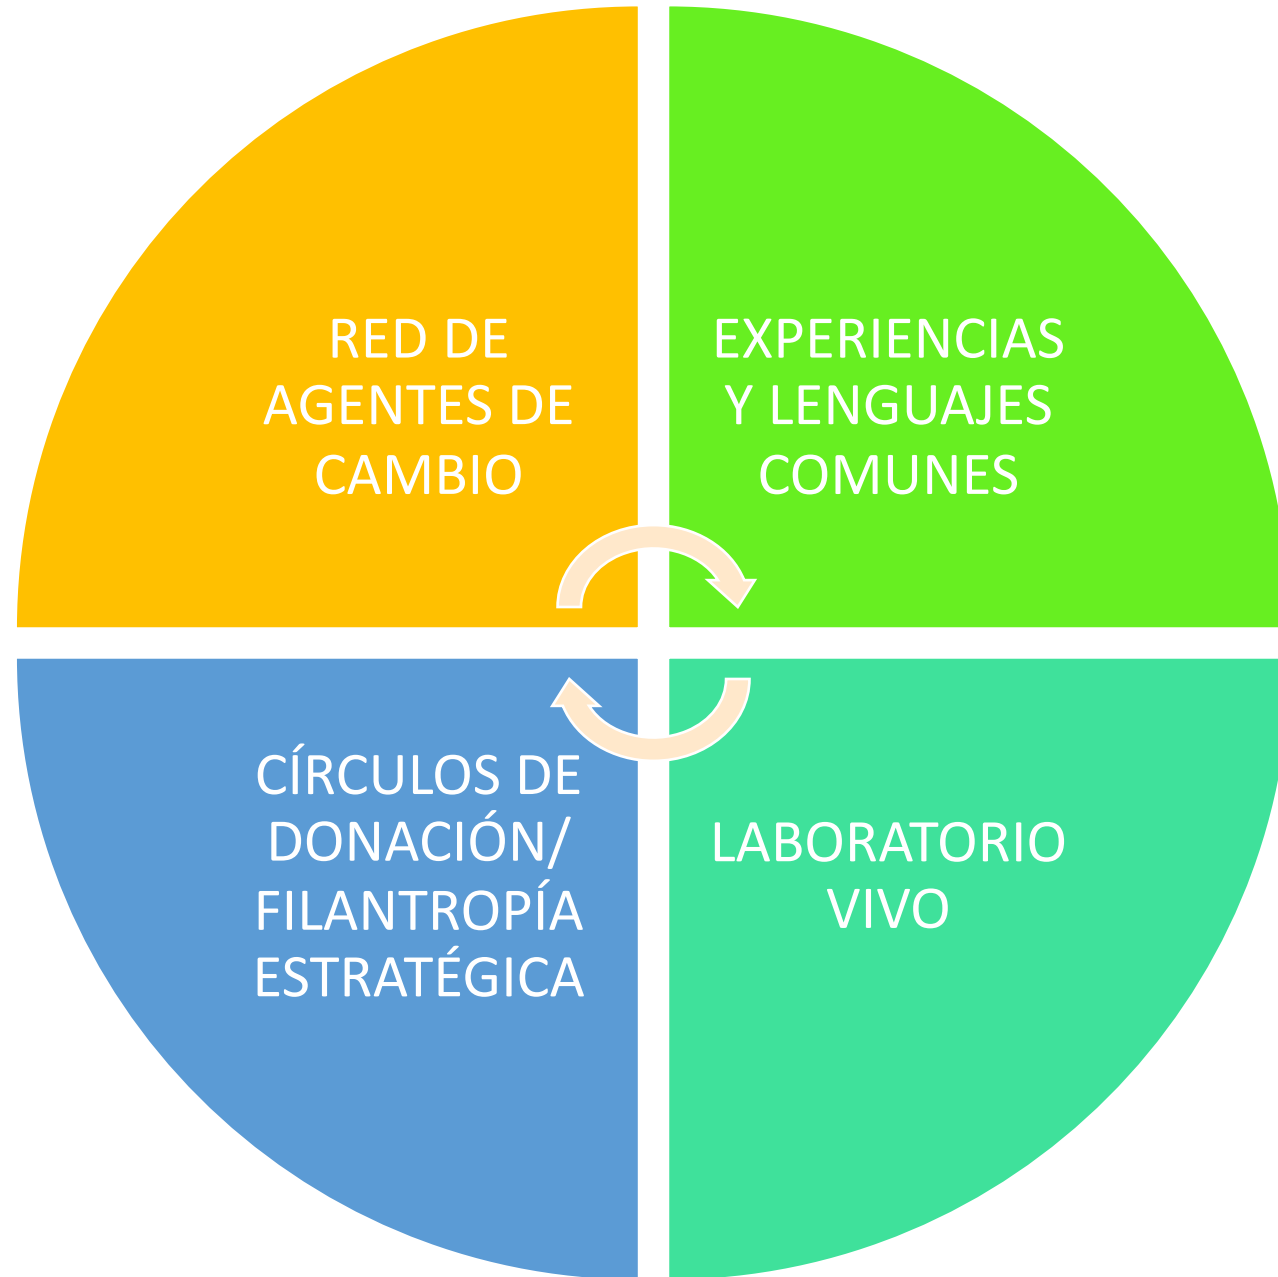 RED DE
AGENTES DE
CAMBIO
EXPERIENCIAS
Y LENGUAJES
COMUNES
CÍRCULOS DE
DONACIÓN/
FILANTROPÍA
ESTRATÉGICA
LABORATORIO
VIVO